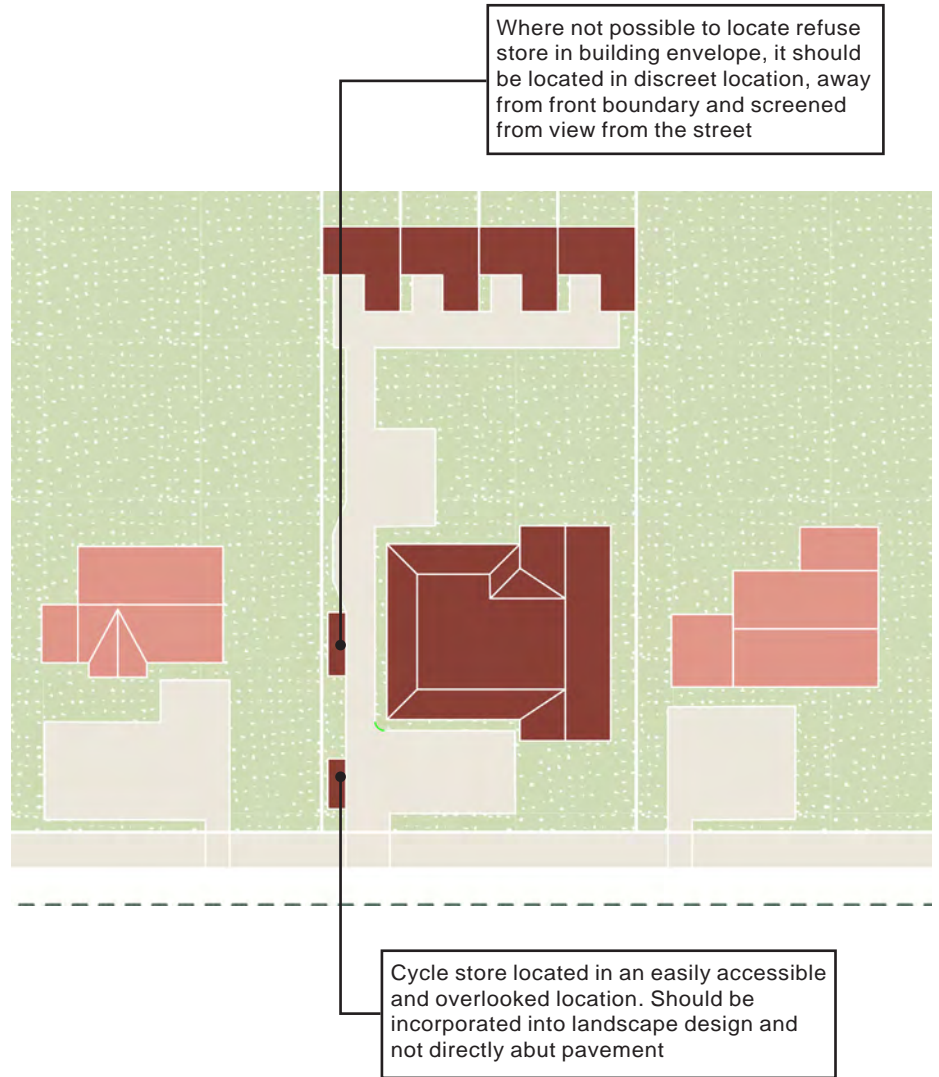 Where not possible to locate refuse
store in building envelope, it should
be located in discreet location, away
from front boundary and screened
from view from the street
Cycle store located in an easily accessible
and overlooked location. Should be
incorporated into landscape design and
not directly abut pavement